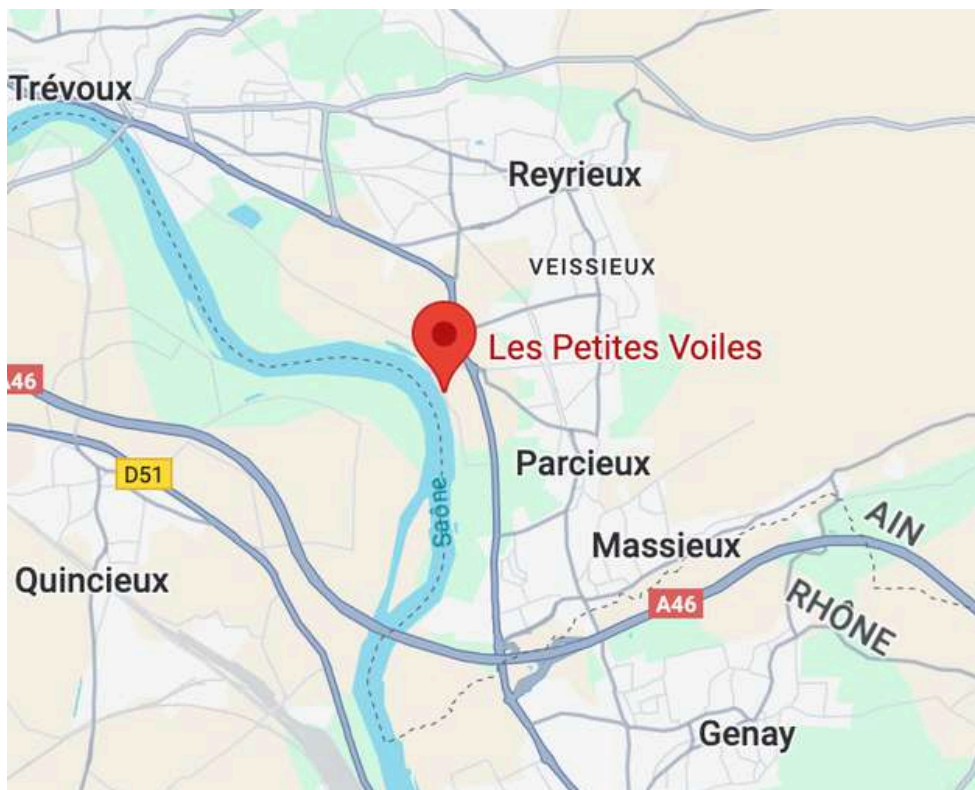 Trévoux
Reyrieux
VEISSIEUX
Les Petites Voiles
A46
D51
Parcieux
Saône
Massieux
AIN
Quincieux
A46
RHÔNE
Genay